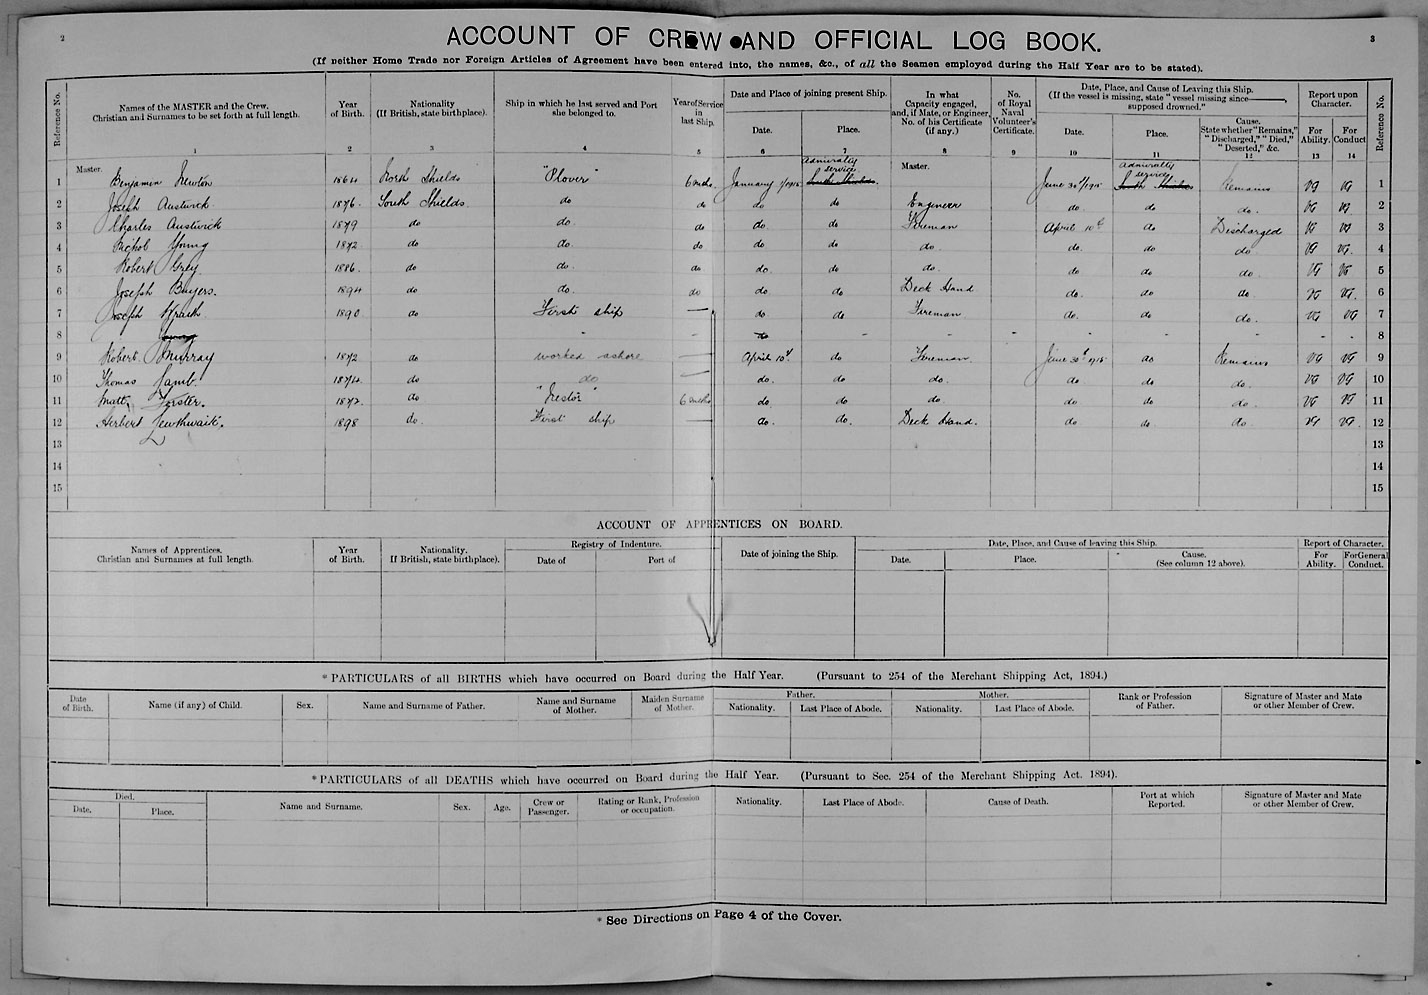 2
3
ACCOUNT OF CREW AND OFFICIAL LOG BOOK.
(If neither Home Trade nor Foreign Articles of Agreement have been entered into, the names, &c., of all the Seamen employed during the Half Year are to be stated).
Reference No. | Names of the MASTER and the Crew. Christian and Surnames to be set forth at full length. | Year of Birth. | Nationality (If British, state birthplace). | Ship in which he last served and Port she belonged to. | Year of Service in last Ship. | Date and Place of joining present Ship. Date. | Place. | In what Capacity engaged, and, if Mate, or Engineer, No. of his Certificate (if any.) | No. of Royal Naval Volunteer's Certificate. | Date, Place, and Cause of Leaving this Ship. (If the vessel is missing, state "vessel missing since———, supposed drowned." Date. | Place. | Cause. State whether "Remains," "Discharged," "Died," "Deserted," &c. | Report upon Character. For Ability. | For Conduct | Reference No.
1 2 3 4 5 6 7 8 9 10 11 12 13 14
Master. admiralty Master. admiralty
1 Benjamin Newton 1864 North Shields "Plover" 6 mths. January 1/1915 service South Shields. June 30th/1915 service South Shields Remains VG VG 1
2 Joseph Austwick 1876. South Shields do do do do Engineer do. do do. VG VG 2
3 Charles Austwick 1879 do do. do do. do Fireman April 10th do Discharged VG VG 3
4 Young 1872. do do. do do do do. do. do do VG VG. 4
5 Robert Grey 1886. do do. do do. do do. do do do. VG VG 5
6 Joseph Buyers. 1894 do do. do do do Deck Hand do. do do. VG VG. 6
7 Joseph 1890 do First ship — do do Fireman do. do. do. VG VG 7
8 " - do " - " " " - - 8
9 Robert Murray 1872 do worked ashore — April 10th. do Fireman June 30th 1915 do Remains VG VG 9
10 Thomas Lamb. 1874. do do — do. do do. do do do. VG VG 10
11 Matt. Forster. 1872. do "Nestor" 6 mths do. do do. do do do. VG VG 11
12 Herbert Lewthwaite. 1898 do. First ship — do. do. Deck Hand. do do do VG VG. 12
13 13
14 14
15 15
ACCOUNT OF APPRENTICES ON BOARD.
Names of Apprentices. Christian and Surnames at full length. | Year of Birth. | Nationality. If British, state birthplace). | Registry of Indenture. Date of | Port of | Date of joining the Ship. | Date, Place, and Cause of leaving this Ship. Date. | Place. | Cause. (See column 12 above). | Report of Character. For Ability. | For General Conduct.
* PARTICULARS of all BIRTHS which have occurred on Board during the Half Year. (Pursuant to 254 of the Merchant Shipping Act, 1894.)
Date of Birth. | Name (if any) of Child. | Sex. | Name and Surname of Father. | Name and Surname of Mother. | Maiden Surname of Mother. | Father. Nationality. | Last Place of Abode. | Mother. Nationality. | Last Place of Abode. | Rank or Profession of Father. | Signature of Master and Mate or other Member of Crew.
* PARTICULARS of all DEATHS which have occurred on Board during the Half Year. (Pursuant to Sec. 254 of the Merchant Shipping Act. 1894).
Died. Date. | Place. | Name and Surname. | Sex. | Age. | Crew or Passenger. | Rating or Rank, Profession or occupation. | Nationality. | Last Place of Abode. | Cause of Death. | Port at which Reported. | Signature of Master and Mate or other Member of Crew.
* See Directions on Page 4 of the Cover.